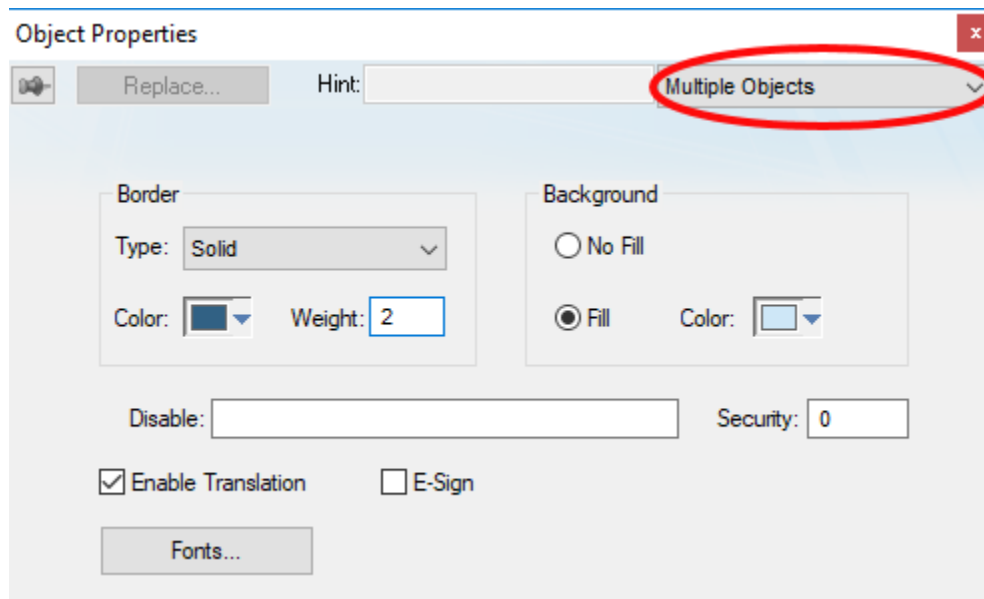 Object Properties
x
Replace... Hint: Multiple Objects
Border Background
Type: Solid No Fill
Color: Weight: 2 Fill Color:
Disable: Security: 0
Enable Translation E-Sign
Fonts...